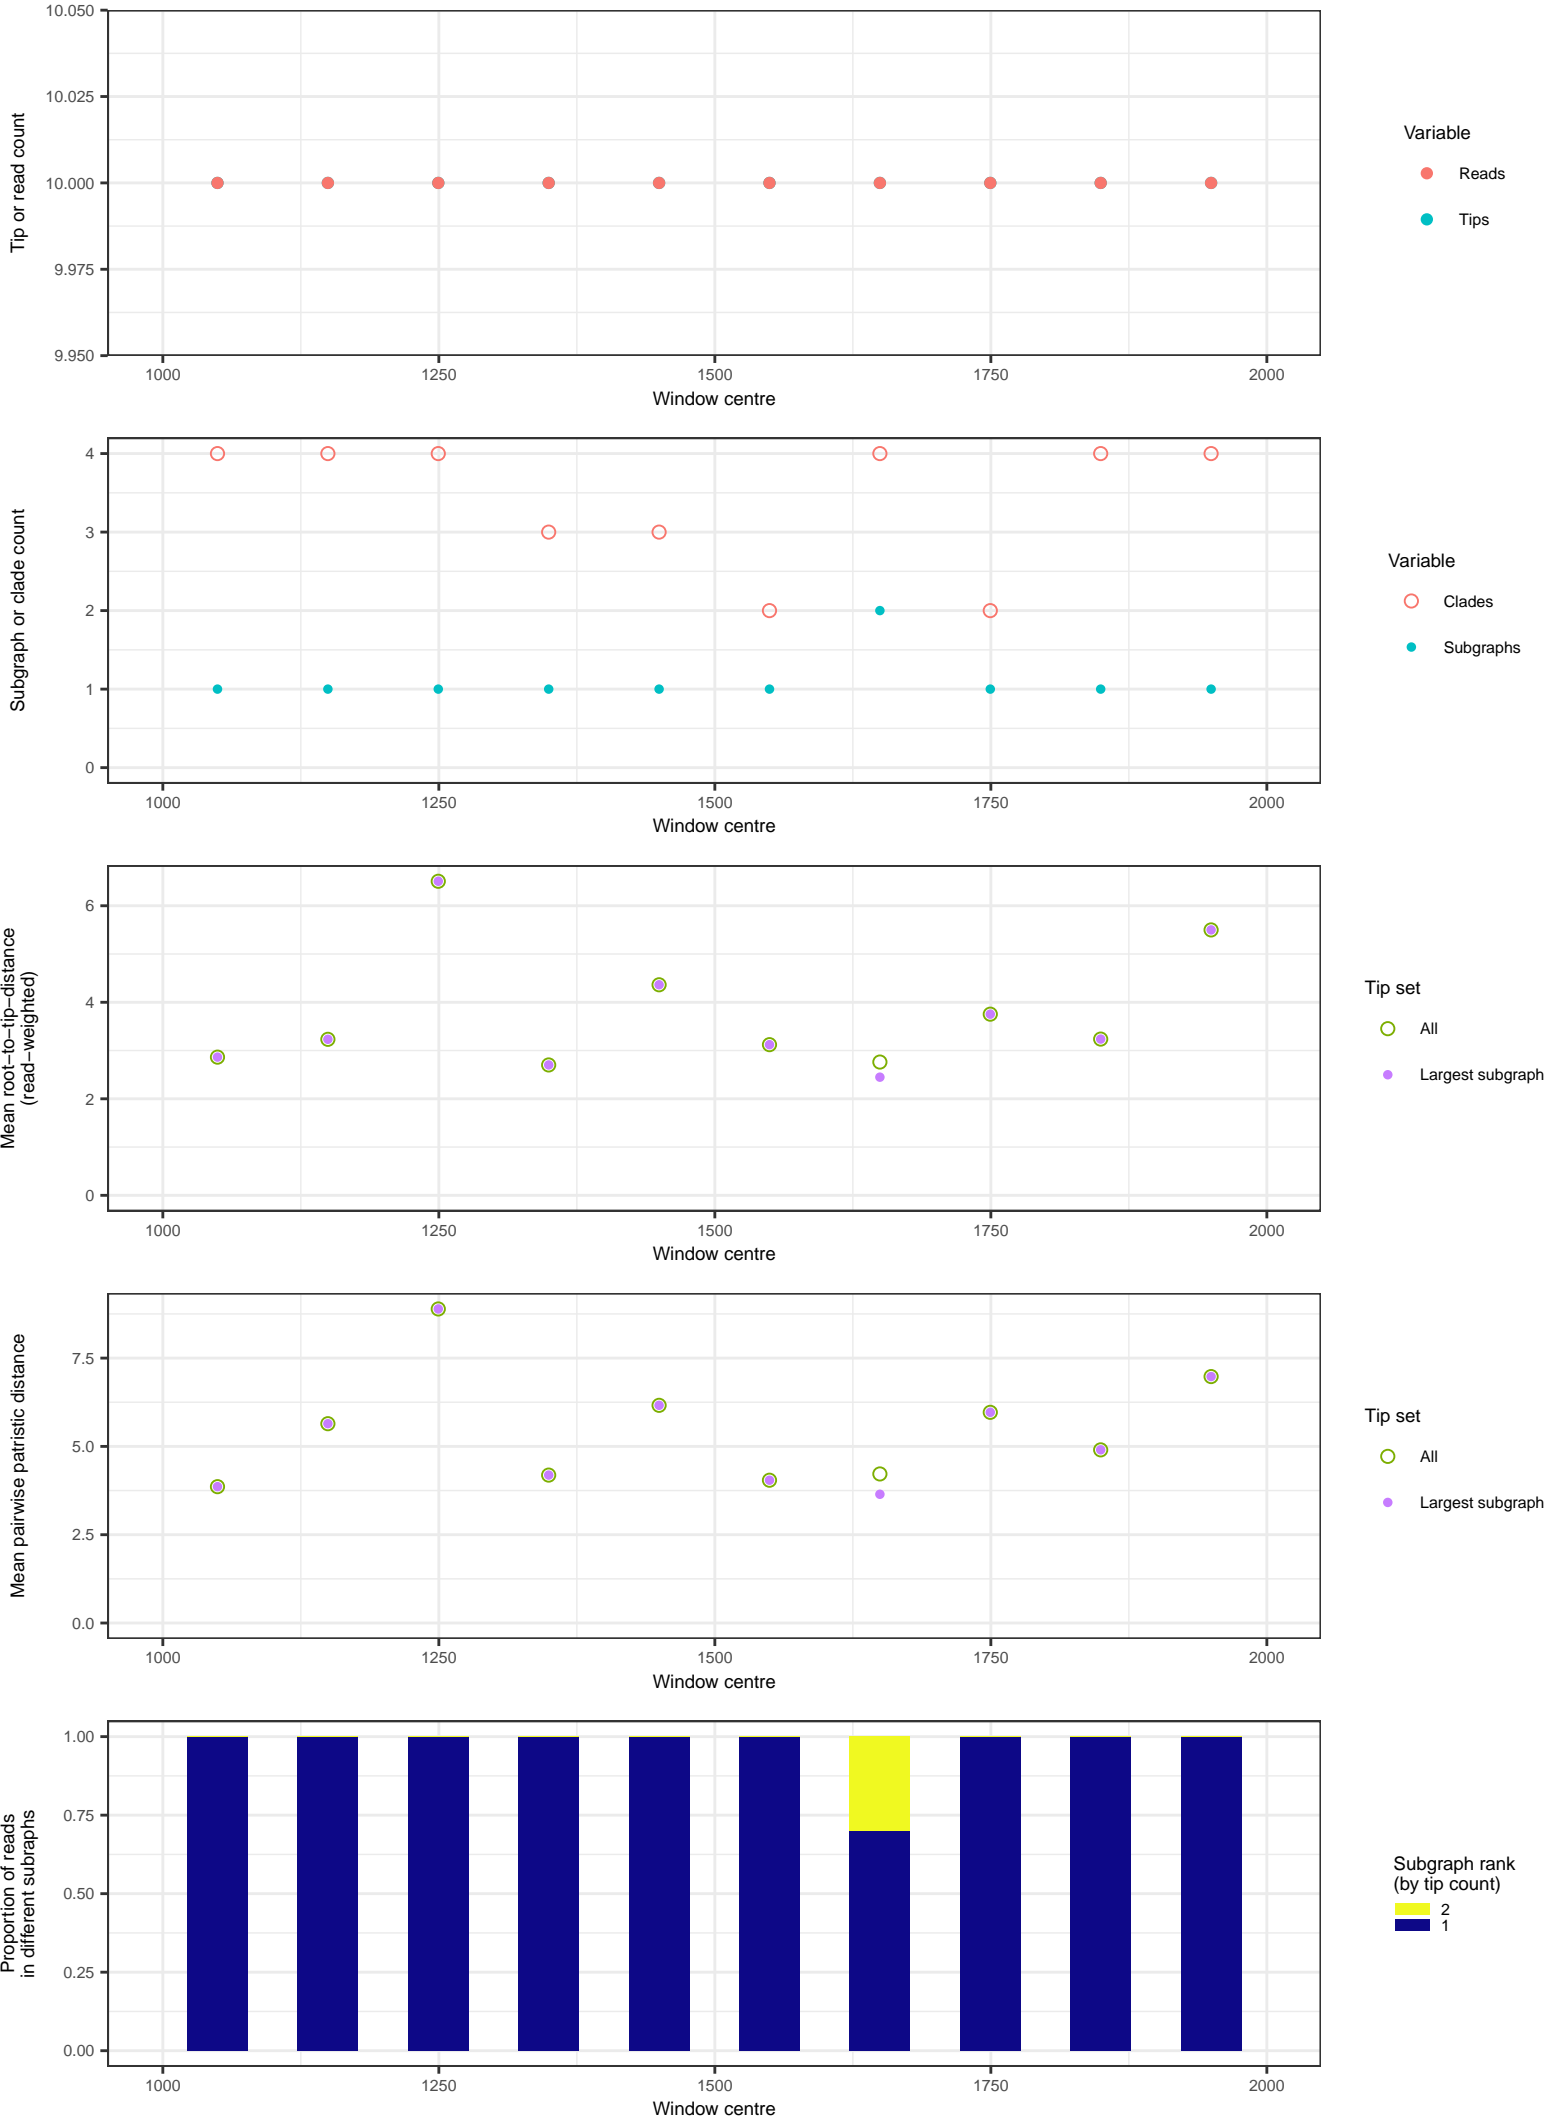 Tip or read count
10.050
10.025
10.000
9.975
9.950
1000 1250 1500 1750 2000
Window centre
Variable
Reads
Tips
Subgraph or clade count
4
3
2
1
0
1000 1250 1500 1750 2000
Window centre
Variable
Clades
Subgraphs
Mean root−to−tip−distance
(read−weighted)
6
4
2
0
1000 1250 1500 1750 2000
Window centre
Tip set
All
Largest subgraph
Mean pairwise patristic distance
7.5
5.0
2.5
0.0
1000 1250 1500 1750 2000
Window centre
Tip set
All
Largest subgraph
Proportion of reads
in different subraphs
1.00
0.75
0.50
0.25
0.00
1000 1250 1500 1750 2000
Window centre
Subgraph rank
(by tip count)
2
1